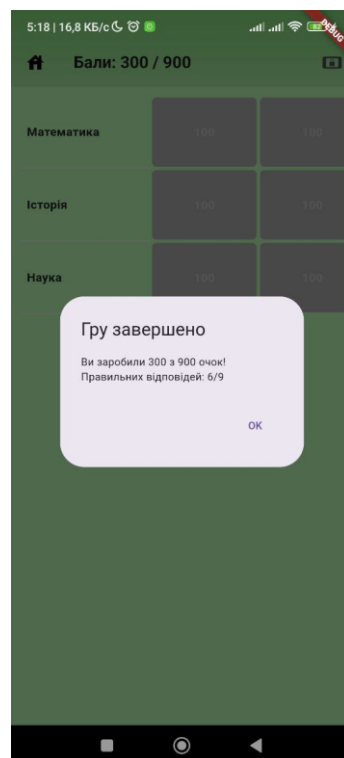 5:18 | 16,8 КБ/с
DEBUG
Бали: 300 / 900
Математика 100 100
Історія 100 100
Наука 100 100
Гру завершено
Ви заробили 300 з 900 очок!
Правильних відповідей: 6/9
OK